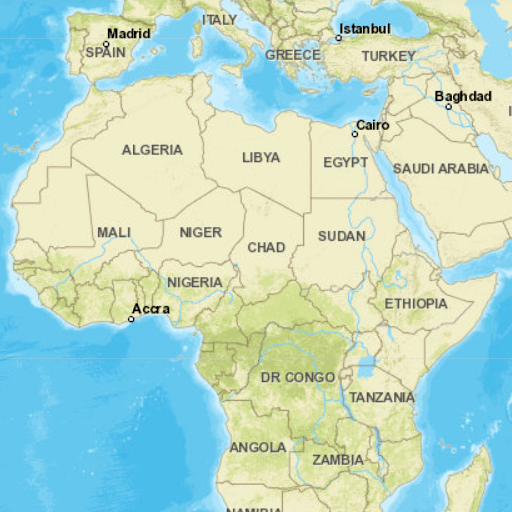 ITALY
Madrid
Istanbul
SPAIN
GREECE
TURKEY
Baghdad
Cairo
ALGERIA
LIBYA
EGYPT
SAUDI ARABIA
MALI
NIGER
CHAD
SUDAN
NIGERIA
ETHIOPIA
Accra
DR CONGO
TANZANIA
ANGOLA
ZAMBIA
NAMIBIA